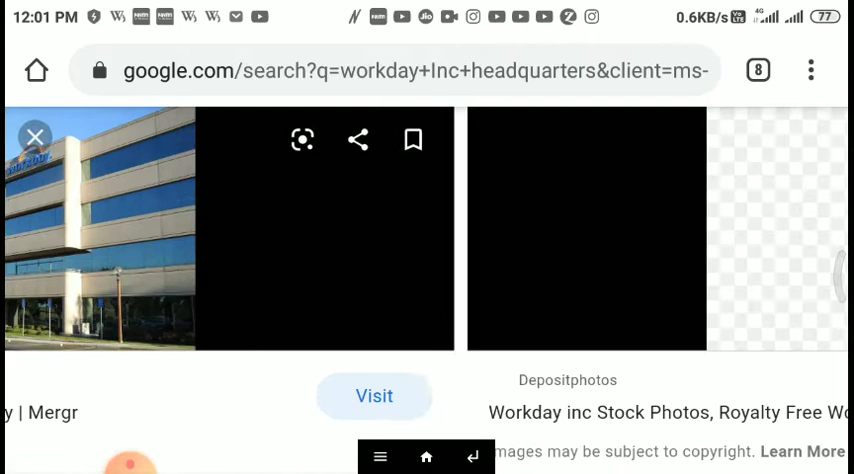 12:01 PM
0.6KB/s
4G
77
google.com/search?q=workday+Inc+headquarters&client=ms-
8
Visit
y | Mergr
Depositphotos
Workday inc Stock Photos, Royalty Free Wo
mages may be subject to copyright. Learn More